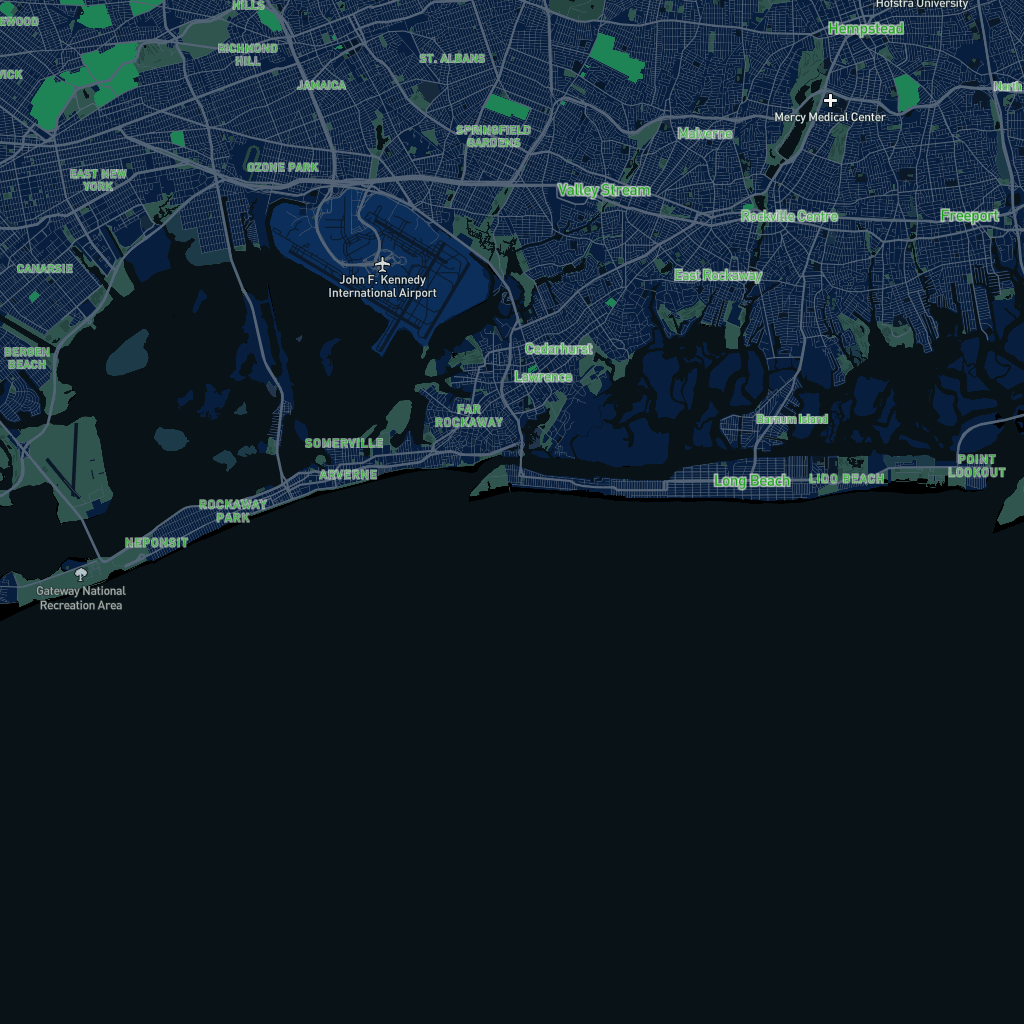 HILLS
Hofstra University
Hempstead
RICHMOND
HILL
ST. ALBANS
JAMAICA
North
Mercy Medical Center
SPRINGFIELD
GARDENS
Malverne
OZONE PARK
EAST NEW
YORK
Valley Stream
Rockville Centre
Freeport
CANARSIE
John F. Kennedy
International Airport
East Rockaway
BERGEN
BEACH
Cedarhurst
Lawrence
FAR
ROCKAWAY
Barnum Island
SOMERVILLE
ARVERNE
POINT
LOOKOUT
Long Beach
LIDO BEACH
ROCKAWAY
PARK
NEPONSIT
Gateway National
Recreation Area